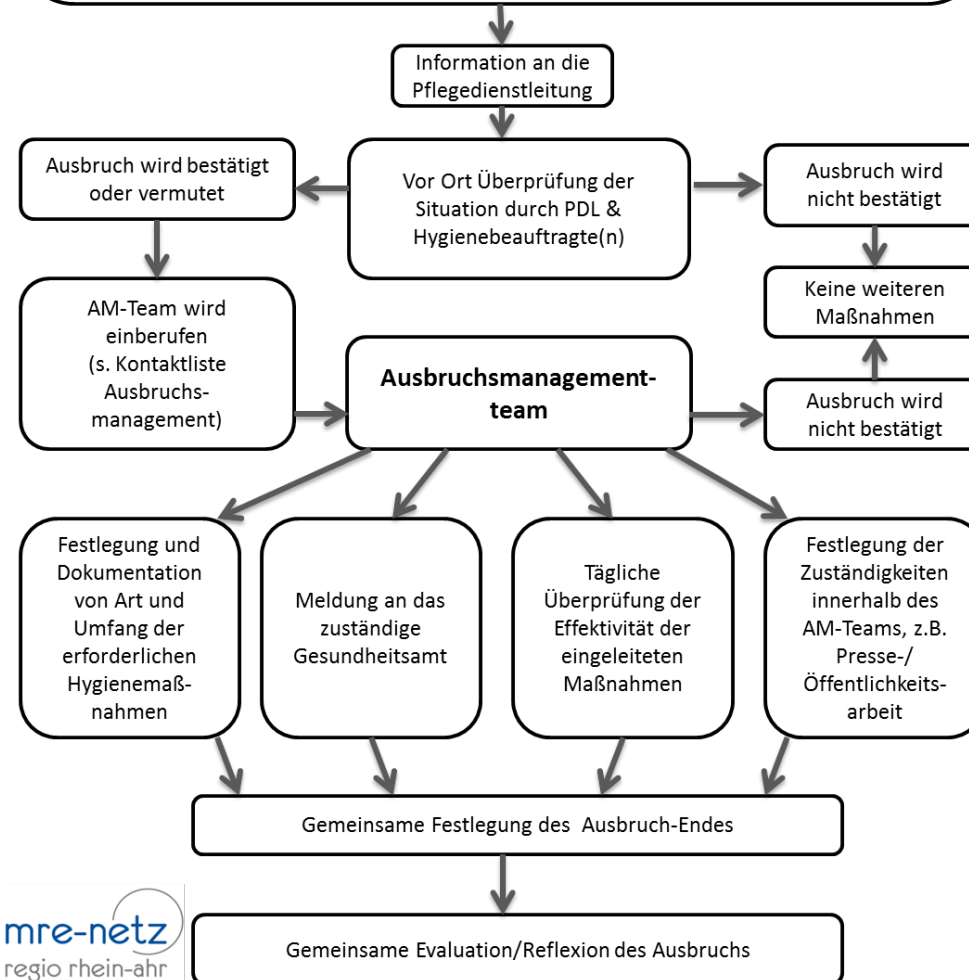 Information an die
Pflegedienstleitung
Ausbruch wird bestätigt
oder vermutet
Vor Ort Überprüfung der
Situation durch PDL &
Hygienebeauftragte(n)
Ausbruch wird
nicht bestätigt
AM-Team wird
einberufen
(s. Kontaktliste
Ausbruchs-
management)
Keine weiteren
Maßnahmen
Ausbruchsmanagement-
team
Ausbruch wird
nicht bestätigt
Festlegung und
Dokumentation
von Art und
Umfang der
erforderlichen
Hygienemaß-
nahmen
Meldung an das
zuständige
Gesundheitsamt
Tägliche
Überprüfung der
Effektivität der
eingeleiteten
Maßnahmen
Festlegung der
Zuständigkeiten
innerhalb des
AM-Teams, z.B.
Presse-/
Öffentlichkeits-
arbeit
Gemeinsame Festlegung des Ausbruch-Endes
Gemeinsame Evaluation/Reflexion des Ausbruchs
mre-netz
regio rhein-ahr